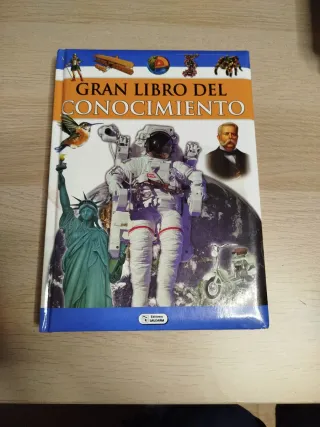 GRAN LIBRO DEL
CONOCIMIENTO